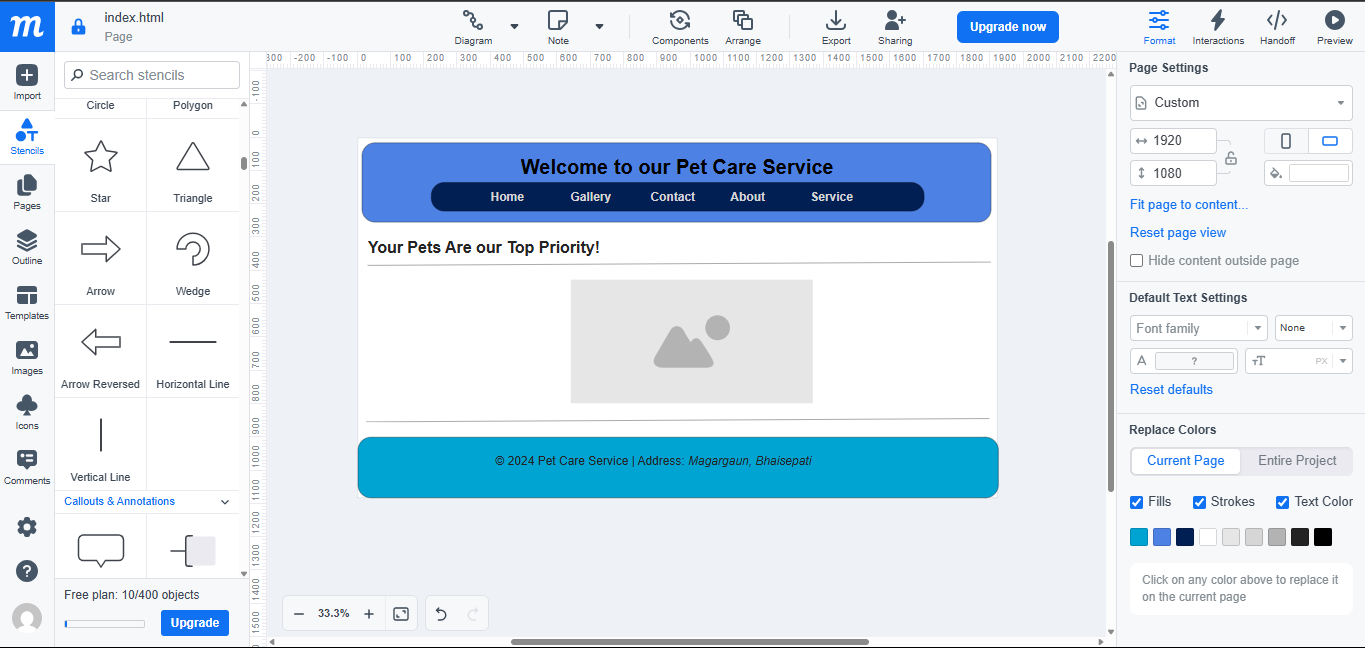 m
index.html
Page
Diagram
Note
Components
Arrange
Export
Sharing
Upgrade now
Format
Interactions
Handoff
Preview
Import
Stencils
Pages
Outline
Templates
Images
Icons
Comments
?
Search stencils
Circle
Polygon
Star
Triangle
Arrow
Wedge
Arrow Reversed
Horizontal Line
Vertical Line
Callouts & Annotations
Free plan: 10/400 objects
Upgrade
300 -200 -100 0 100 200 300 400 500 600 700 800 900 1000 1100 1200 1300 1400 1500 1600 1700 1800 1900 2000 2100 2200
-100 0 100 200 300 400 500 600 700 800 900 1000 1100 1200 1300 1400 1500
Welcome to our Pet Care Service
Home Gallery Contact About Service
Your Pets Are our Top Priority!
© 2024 Pet Care Service | Address: Magargaun, Bhaisepati
33.3%
Page Settings
Custom
1920
1080
Fit page to content...
Reset page view
Hide content outside page
Default Text Settings
Font family
None
A ?
TT PX
Reset defaults
Replace Colors
Current Page
Entire Project
Fills
Strokes
Text Color
Click on any color above to replace it
on the current page